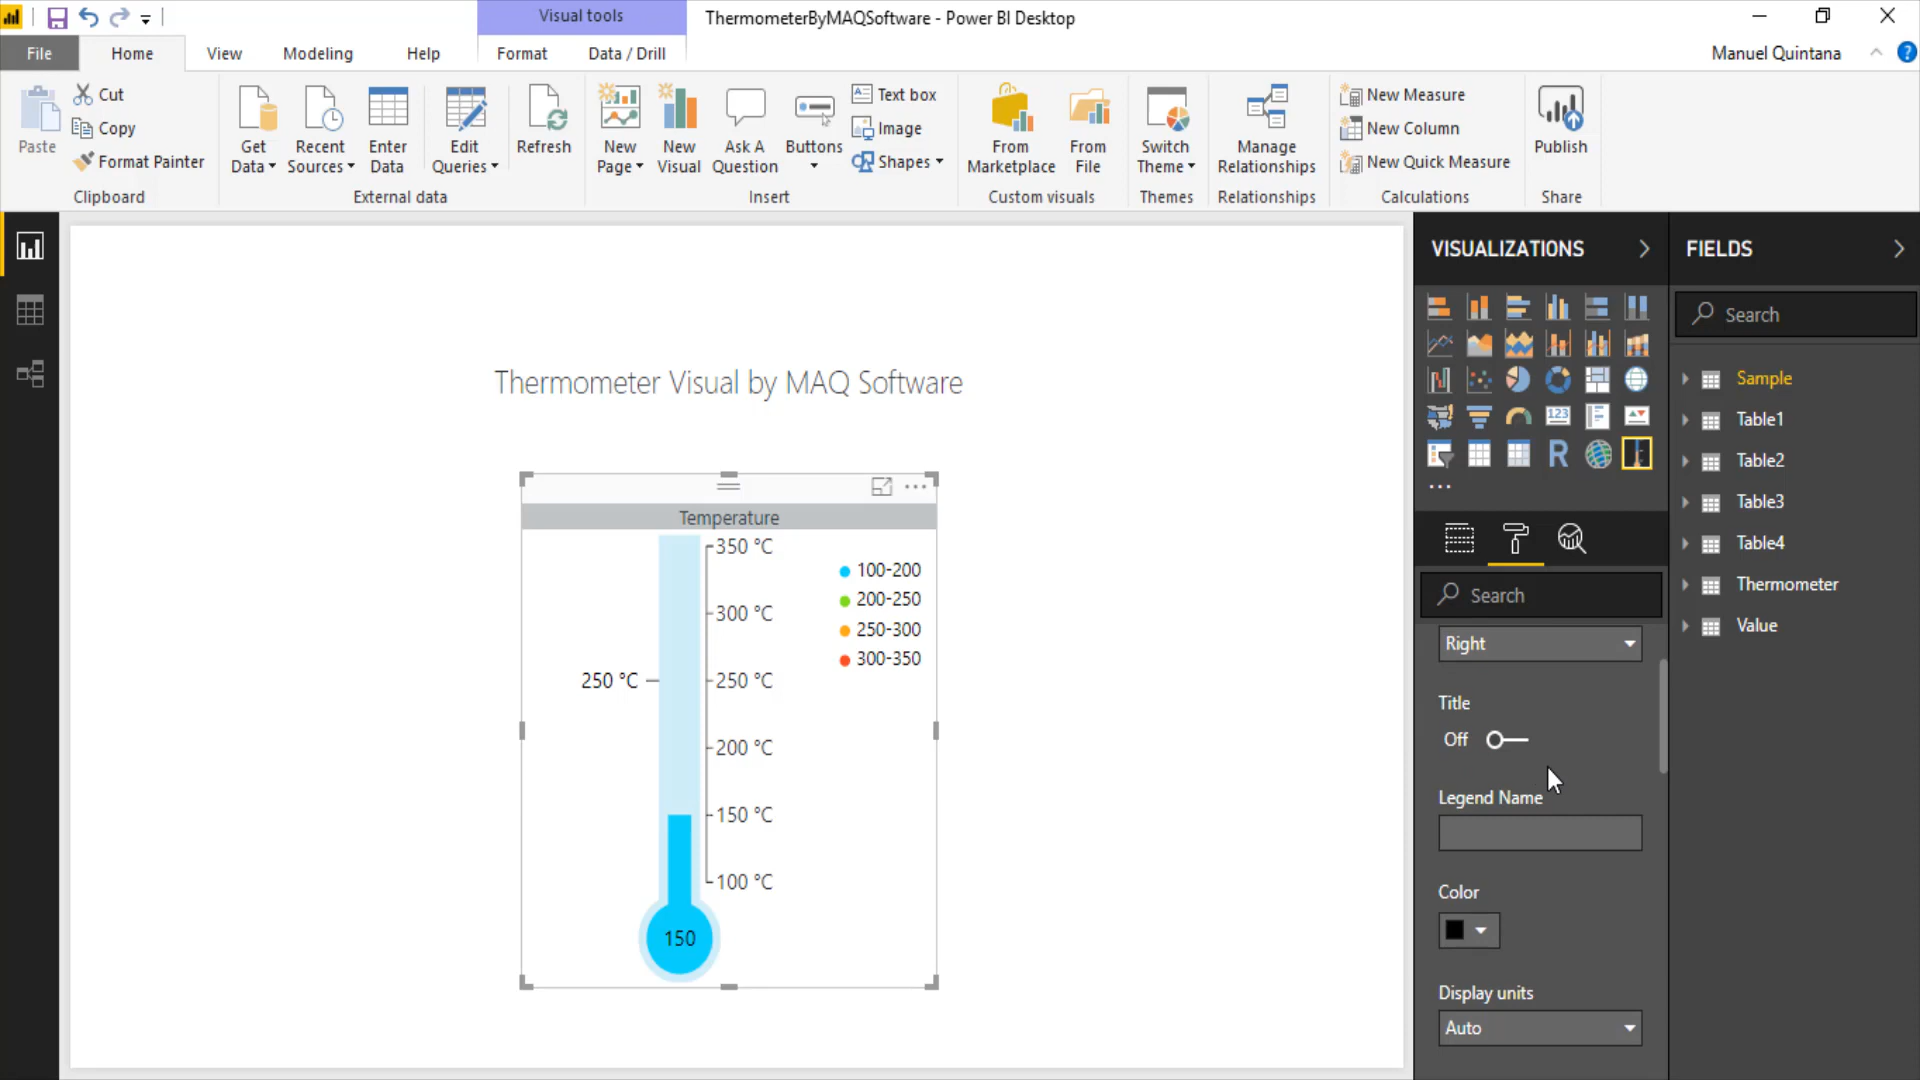 Visual tools
ThermometerByMAQSoftware - Power BI Desktop
File
Home
View
Modeling
Help
Format
Data / Drill
Manuel Quintana
?
Paste
Cut
Copy
Format Painter
Clipboard
Get
Data
Recent
Sources
Enter
Data
Edit
Queries
Refresh
External data
New
Page
New
Visual
Ask A
Question
Buttons
Text box
Image
Shapes
Insert
From
Marketplace
From
File
Custom visuals
Switch
Theme
Themes
Manage
Relationships
Relationships
New Measure
New Column
New Quick Measure
Calculations
Publish
Share
Thermometer Visual by MAQ Software
Temperature
350 °C
300 °C
250 °C
250 °C
200 °C
150 °C
100 °C
150
100-200
200-250
250-300
300-350
VISUALIZATIONS
123
R
Search
Right
Title
Off
Legend Name
Color
Display units
Auto
FIELDS
Search
Sample
Table1
Table2
Table3
Table4
Thermometer
Value